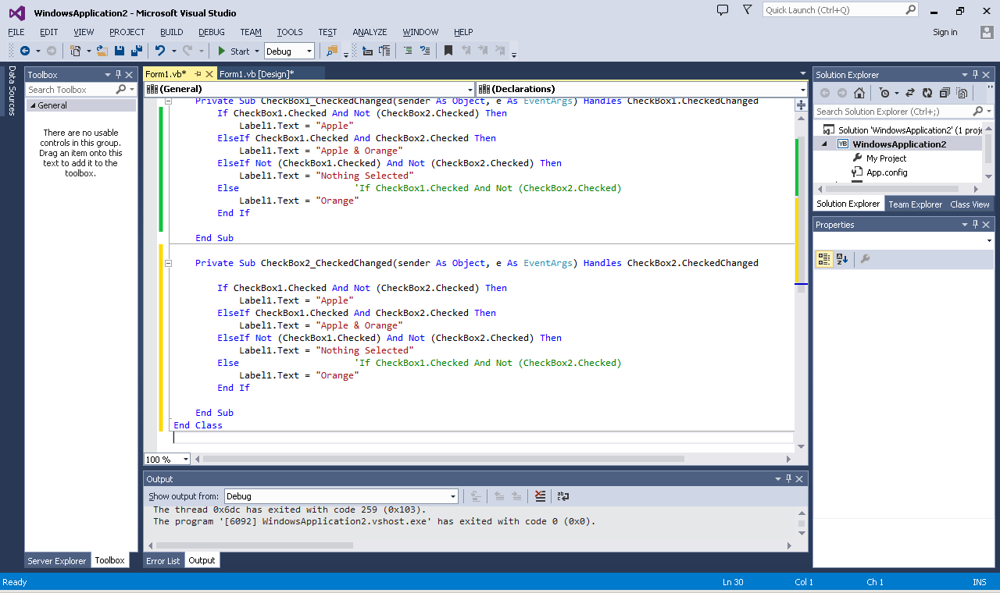 WindowsApplication2 - Microsoft Visual Studio
Quick Launch (Ctrl+Q)
FILE EDIT VIEW PROJECT BUILD DEBUG TEAM TOOLS TEST ANALYZE WINDOW HELP
Sign in
Start
Debug
Data Sources
Toolbox
Search Toolbox
General
There are no usable
controls in this group.
Drag an item onto this
text to add it to the
toolbox.
Server Explorer
Toolbox
Form1.vb*
Form1.vb [Design]*
(General)
(Declarations)
Private Sub CheckBox1_CheckedChanged(sender As Object, e As EventArgs) Handles CheckBox1.CheckedChanged
If CheckBox1.Checked And Not (CheckBox2.Checked) Then
Label1.Text = "Apple"
ElseIf CheckBox1.Checked And CheckBox2.Checked Then
Label1.Text = "Apple & Orange"
ElseIf Not (CheckBox1.Checked) And Not (CheckBox2.Checked) Then
Label1.Text = "Nothing Selected"
Else 'If CheckBox1.Checked And Not (CheckBox2.Checked)
Label1.Text = "Orange"
End If
End Sub
Private Sub CheckBox2_CheckedChanged(sender As Object, e As EventArgs) Handles CheckBox2.CheckedChanged
If CheckBox1.Checked And Not (CheckBox2.Checked) Then
Label1.Text = "Apple"
ElseIf CheckBox1.Checked And CheckBox2.Checked Then
Label1.Text = "Apple & Orange"
ElseIf Not (CheckBox1.Checked) And Not (CheckBox2.Checked) Then
Label1.Text = "Nothing Selected"
Else 'If CheckBox1.Checked And Not (CheckBox2.Checked)
Label1.Text = "Orange"
End If
End Sub
End Class
100 %
Output
Show output from:
Debug
The thread 0x6dc has exited with code 259 (0x103).
The program '[6092] WindowsApplication2.vshost.exe' has exited with code 0 (0x0).
Error List
Output
Solution Explorer
Search Solution Explorer (Ctrl+;)
Solution 'WindowsApplication2' (1 proje
VB WindowsApplication2
My Project
App.config
Solution Explorer
Team Explorer
Class View
Properties
Ready
Ln 30
Col 1
Ch 1
INS